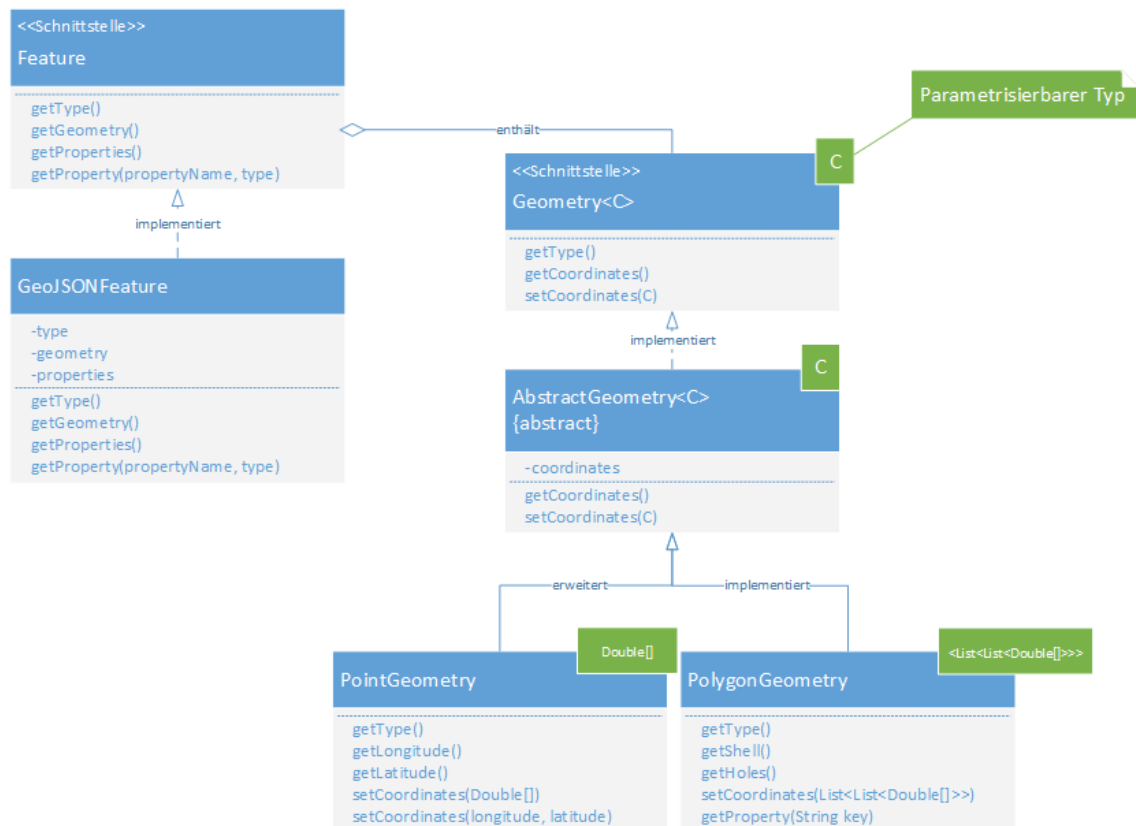 <<Schnittstelle>>
Feature
getType()
getGeometry()
getProperties()
getProperty(propertyName, type)
implementiert
GeoJSONFeature
-type
-geometry
-properties
getType()
getGeometry()
getProperties()
getProperty(propertyName, type)
enthält
Parametrisierbarer Typ
C
<<Schnittstelle>>
Geometry<C>
getType()
getCoordinates()
setCoordinates(C)
implementiert
C
AbstractGeometry<C>
{abstract}
-coordinates
getCoordinates()
setCoordinates(C)
erweitert
implementiert
Double[]
PointGeometry
getType()
getLongitude()
getLatitude()
setCoordinates(Double[])
setCoordinates(longitude, latitude)
<List<List<Double[]>>>
PolygonGeometry
getType()
getShell()
getHoles()
setCoordinates(List<List<Double[]>>)
getProperty(String key)